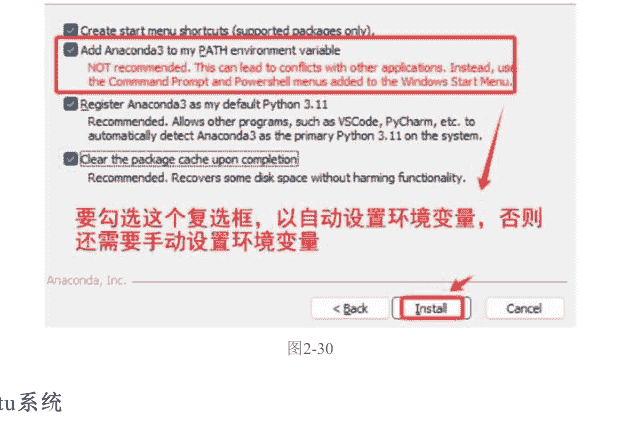 Create start menu shortcuts (supported packages only).
Add Anaconda3 to my PATH environment variable
NOT recommended. This can lead to conflicts with other applications. Instead, use
the Commmand Prompt and Powershell menus added to the Windows Start Menu.
Register Anaconda3 as my default Python 3.11
Recommended. Allows other programs, such as VSCode, PyCharm, etc. to
automatically detect Anaconda3 as the primary Python 3.11 on the system.
Clear the package cache upon completion
Recommended. Recovers some disk space without harming functionality.
要勾选这个复选框，以自动设置环境变量，否则
还需要手动设置环境变量
Anaconda, Inc.
< Back Install Cancel
图2-30
tu系统